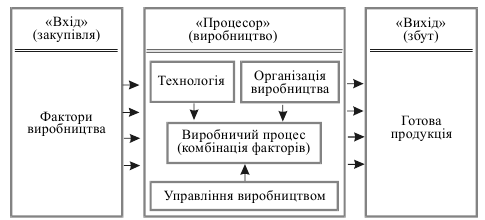 «Вхід»
(закупівля)
Фактори
виробництва
«Процесор»
(виробництво)
Технологія
Організація
виробництва
Виробничий процес
(комбінація факторів)
Управління виробництвом
«Вихід»
(збут)
Готова
продукція